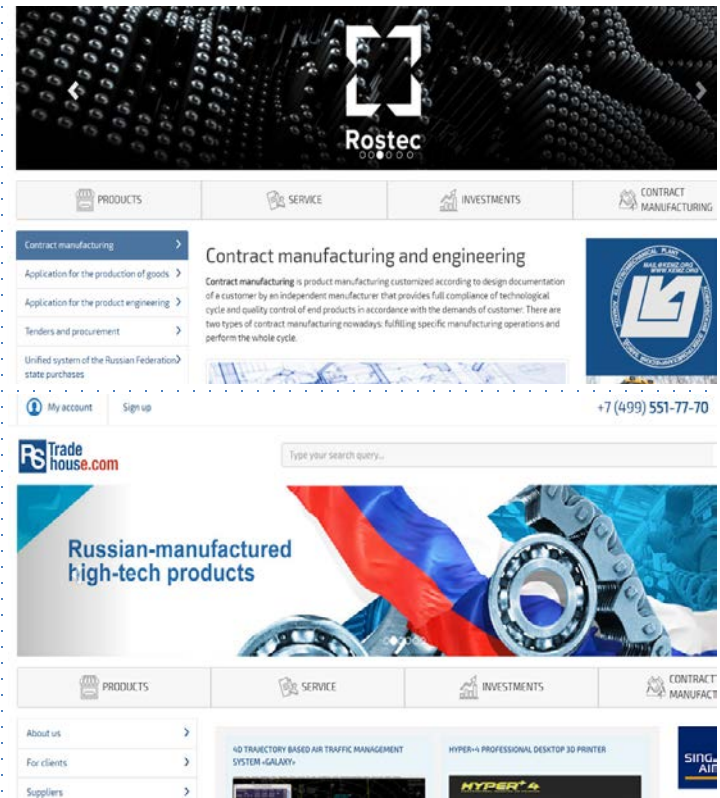 Rostec
PRODUCTS
SERVICE
INVESTMENTS
CONTRACT
MANUFACTURING
Contract manufacturing
Application for the production of goods
Application for the product engineering
Tenders and procurement
Unified system of the Russian Federation
state purchases
Contract manufacturing and engineering
Contract manufacturing is product manufacturing customized according to design documentation
of a customer by an independent manufacturer that provides full compliance of technological
cycle and quality control of end products in accordance with the demands of customer. There are
two types of contract manufacturing nowadays: fulfilling specific manufacturing operations and
perform the whole cycle.
My account
Sign up
+7 (499) 551-77-70
RS Trade
house.com
Type your search query...
Russian-manufactured
high-tech products
PRODUCTS
SERVICE
INVESTMENTS
CONTRACT
MANUFACT
About us
For clients
Suppliers
4D TRAJECTORY BASED AIR TRAFFIC MANAGEMENT
SYSTEM «GALAXY»
HYPER+4 PROFESSIONAL DESKTOP 3D PRINTER
HYPER+ 4